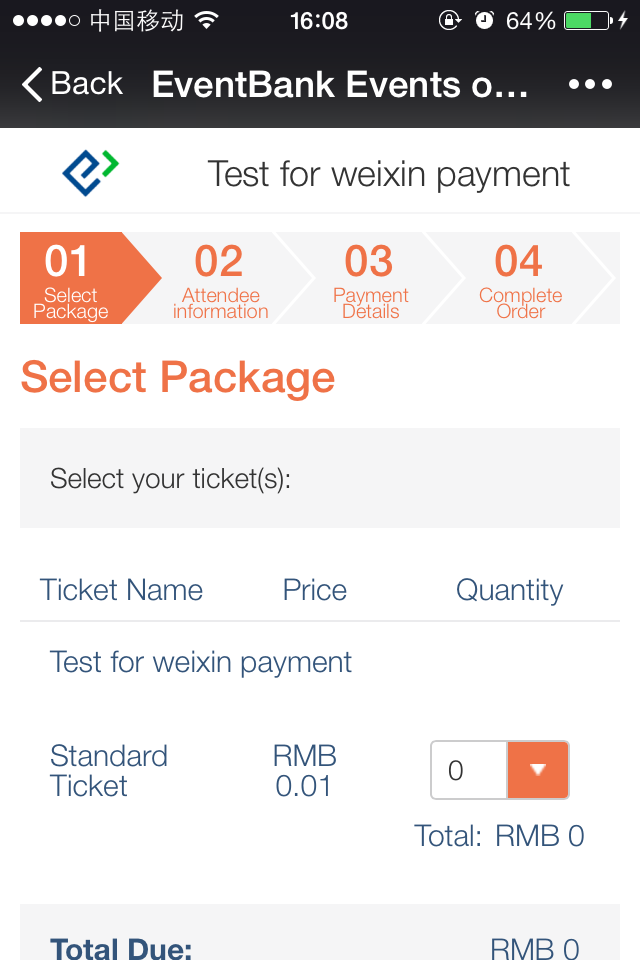 中国移动 16:08 64%
Back EventBank Events o...
Test for weixin payment
01 02 03 04
Select Attendee Payment Complete
Package information Details Order
Select Package
Select your ticket(s):
Ticket Name Price Quantity
Test for weixin payment
Standard RMB
Ticket 0.01 0
Total: RMB 0
Total Due: RMB 0